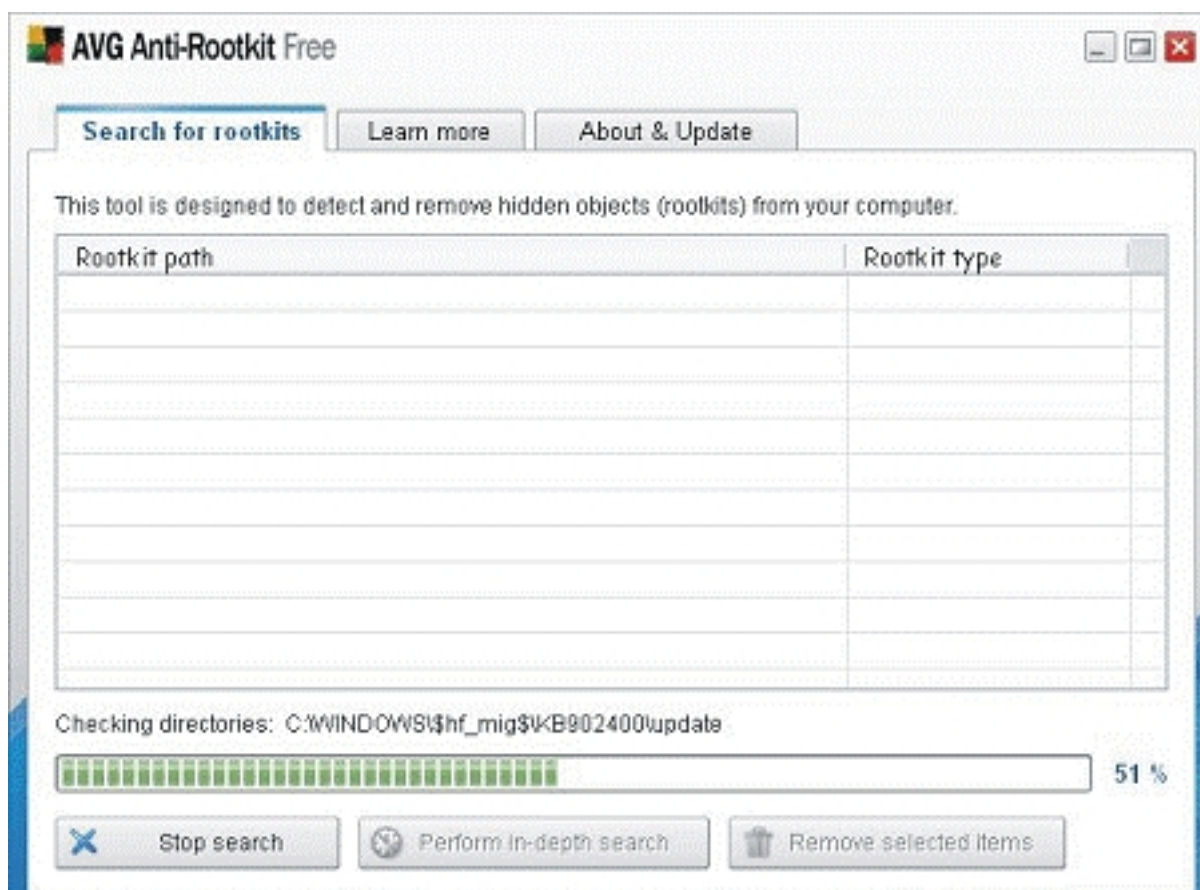 AVG Anti-Rootkit Free
Search for rootkits
Learn more
About & Update
This tool is designed to detect and remove hidden objects (rootkits) from your computer.
Rootkit path
Rootkit type
Checking directories: C:\WINDOWS\$hf_mig$\KB902400\update
51 %
Stop search
Perform in-depth search
Remove selected items